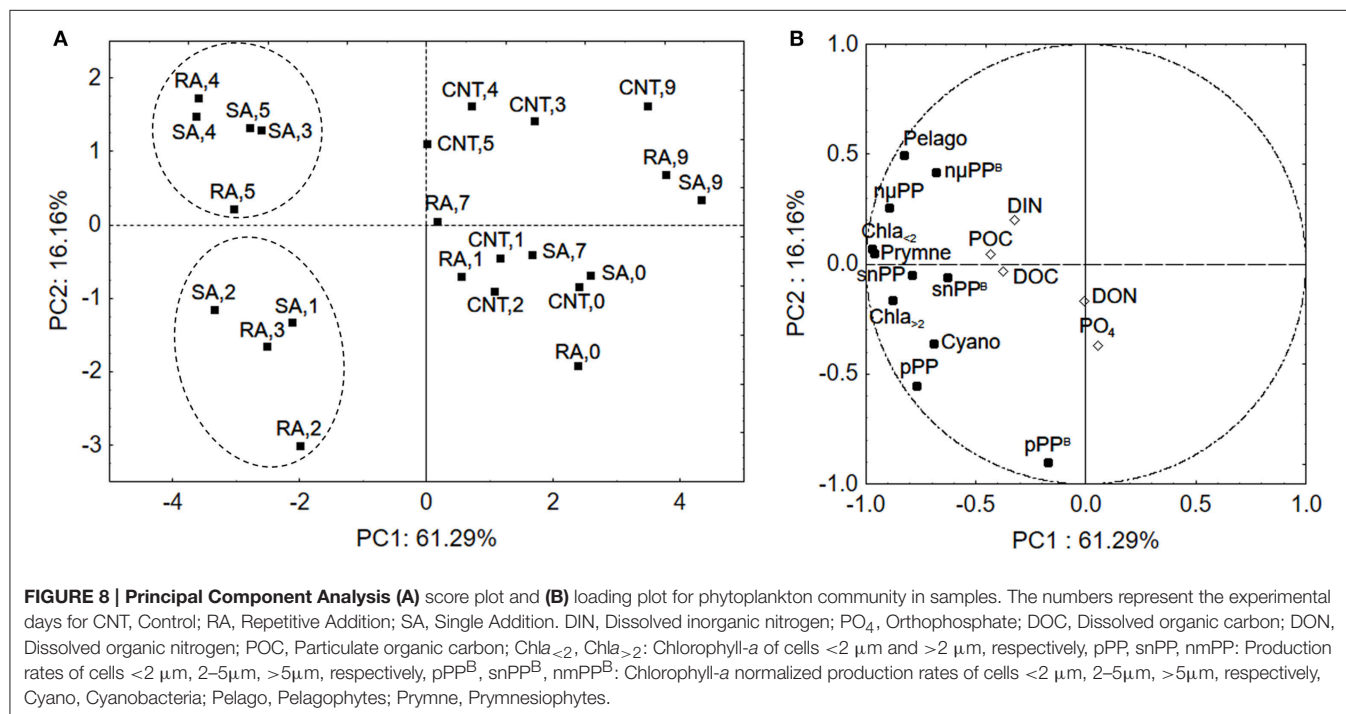 A
2
1
0
-1
-2
-3
PC2: 16.16%
-4
-2
0
2
4
PC1: 61.29%
RA,4
SA,4
SA,5
SA,3
RA,5
CNT,4
CNT,3
CNT,9
CNT,5
RA,9
SA,9
RA,7
CNT,1
SA,7
RA,1
SA,0
CNT,2
CNT,0
RA,0
SA,2
SA,1
RA,3
RA,2
B
1.0
0.5
0.0
-0.5
-1.0
PC2 : 16.16%
-1.0
-0.5
0.0
0.5
1.0
PC1 : 61.29%
Pelago
nμPPᴮ
nμPP
DIN
Chla<2
POC
Prymne
snPP
DOC
snPPᴮ
Chla>2
DON
PO₄
Cyano
pPP
pPPᴮ
FIGURE 8 | Principal Component Analysis (A) score plot and (B) loading plot for phytoplankton community in samples. The numbers represent the experimental
days for CNT, Control; RA, Repetitive Addition; SA, Single Addition. DIN, Dissolved inorganic nitrogen; PO₄, Orthophosphate; DOC, Dissolved organic carbon; DON,
Dissolved organic nitrogen; POC, Particulate organic carbon; Chla<2, Chla>2: Chlorophyll-a of cells <2 μm and >2 μm, respectively, pPP, snPP, nmPP: Production
rates of cells <2 μm, 2–5μm, >5μm, respectively, pPPᴮ, snPPᴮ, nmPPᴮ: Chlorophyll-a normalized production rates of cells <2 μm, 2–5μm, >5μm, respectively,
Cyano, Cyanobacteria; Pelago, Pelagophytes; Prymne, Prymnesiophytes.